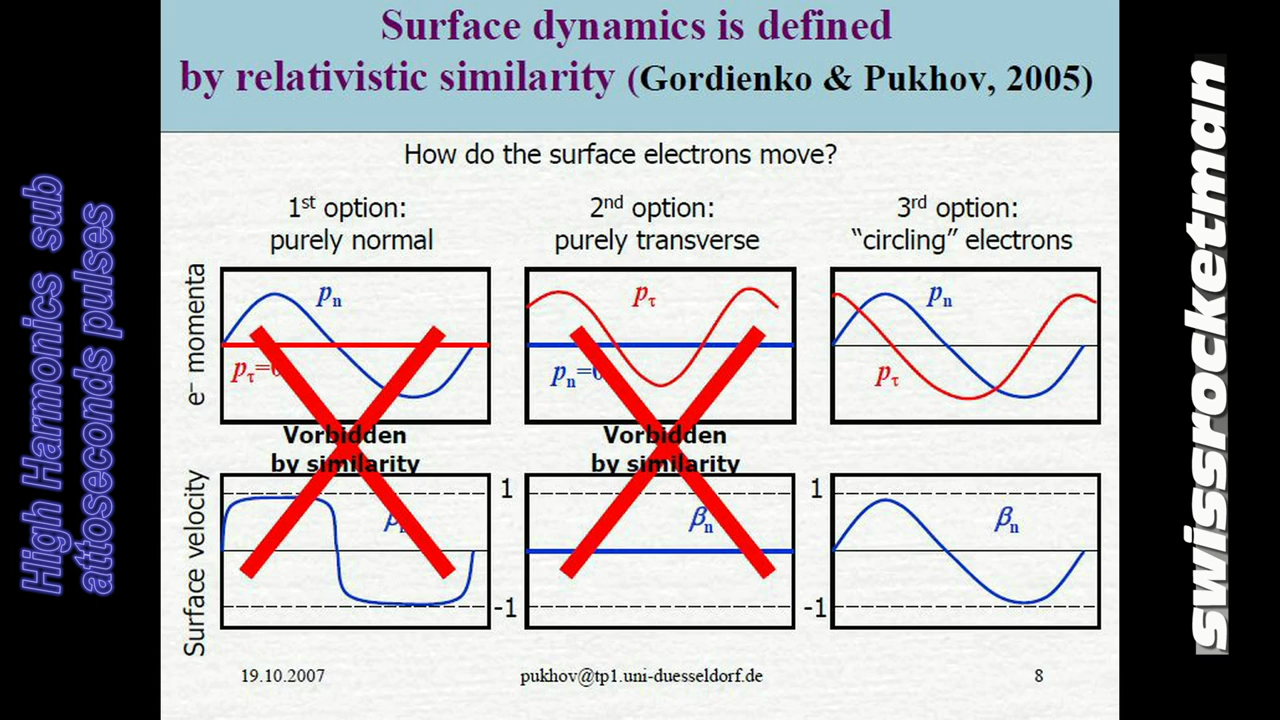 Surface dynamics is defined
by relativistic similarity (Gordienko & Pukhov, 2005)
How do the surface electrons move?
1st option:
purely normal
2nd option:
purely transverse
3rd option:
“circling” electrons
e– momenta
pn
pτ=0
pτ
pn=0
pn
pτ
Vorbidden
by similarity
Vorbidden
by similarity
Surface velocity
βn
1
-1
βn
1
-1
βn
19.10.2007
pukhov@tp1.uni-duesseldorf.de
8
High Harmonics sub
attoseconds pulses
swissrocketman